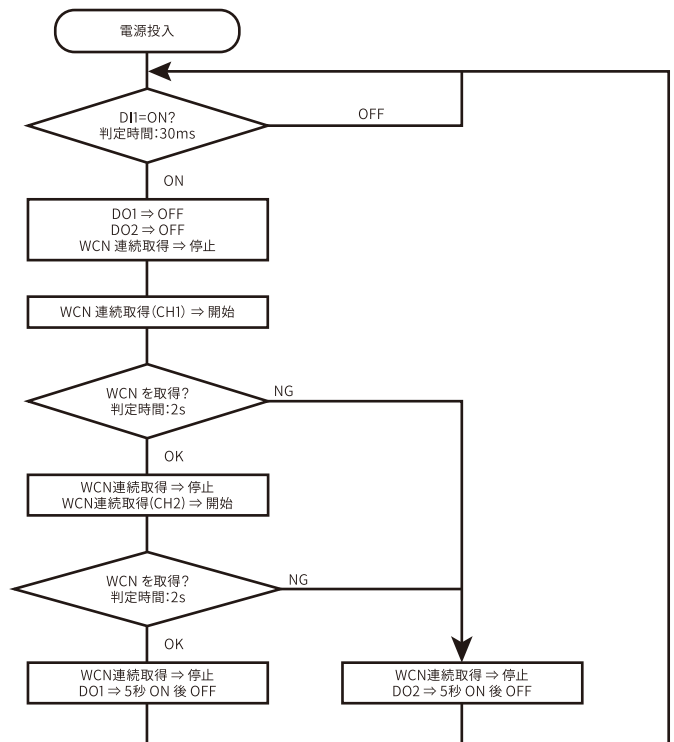 電源投入
DI1=ON?
判定時間:30ms
OFF
ON
DO1 ⇒ OFF
DO2 ⇒ OFF
WCN 連続取得 ⇒ 停止
WCN 連続取得(CH1) ⇒ 開始
WCN を取得?
判定時間:2s
NG
OK
WCN連続取得 ⇒ 停止
WCN連続取得(CH2) ⇒ 開始
WCN を取得?
判定時間:2s
NG
OK
WCN連続取得 ⇒ 停止
DO1 ⇒ 5秒 ON 後 OFF
WCN連続取得 ⇒ 停止
DO2 ⇒ 5秒 ON 後 OFF